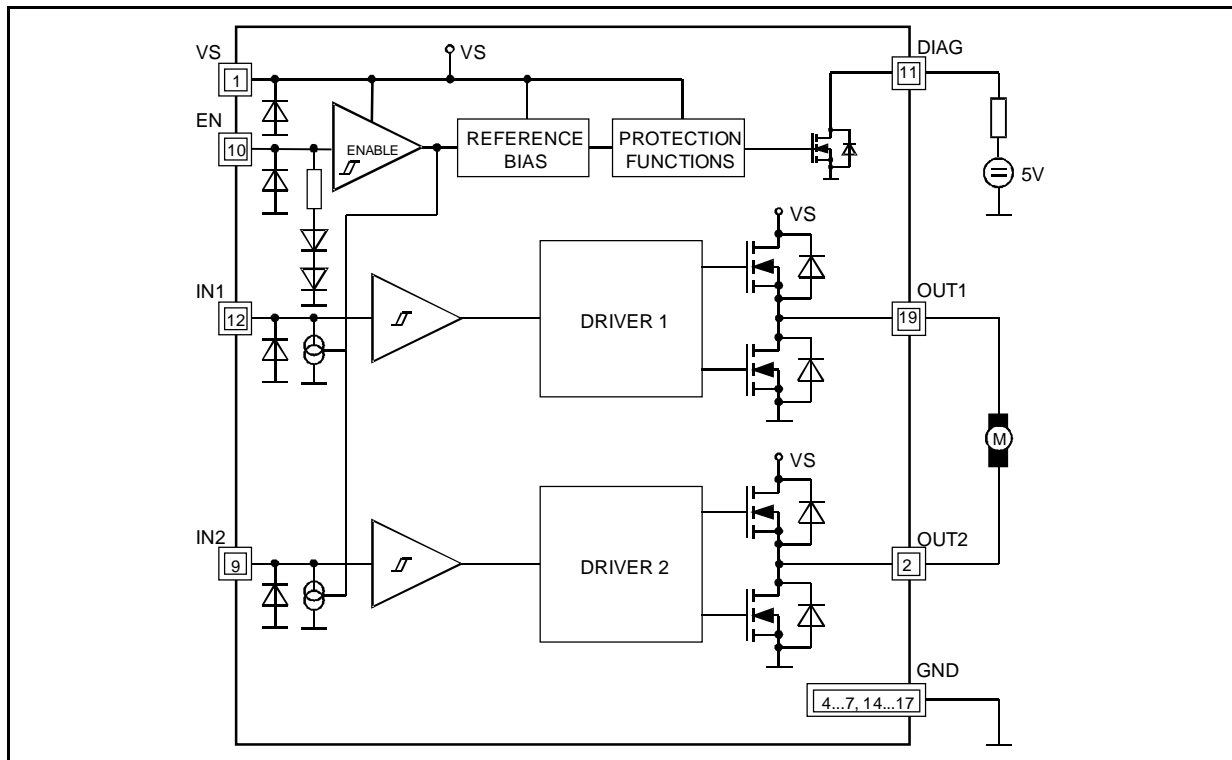 VS
1
VS
DIAG
11
EN
10
ENABLE
REFERENCE
BIAS
PROTECTION
FUNCTIONS
5V
VS
IN1
12
DRIVER 1
OUT1
19
M
VS
IN2
9
DRIVER 2
OUT2
2
GND
4...7, 14...17